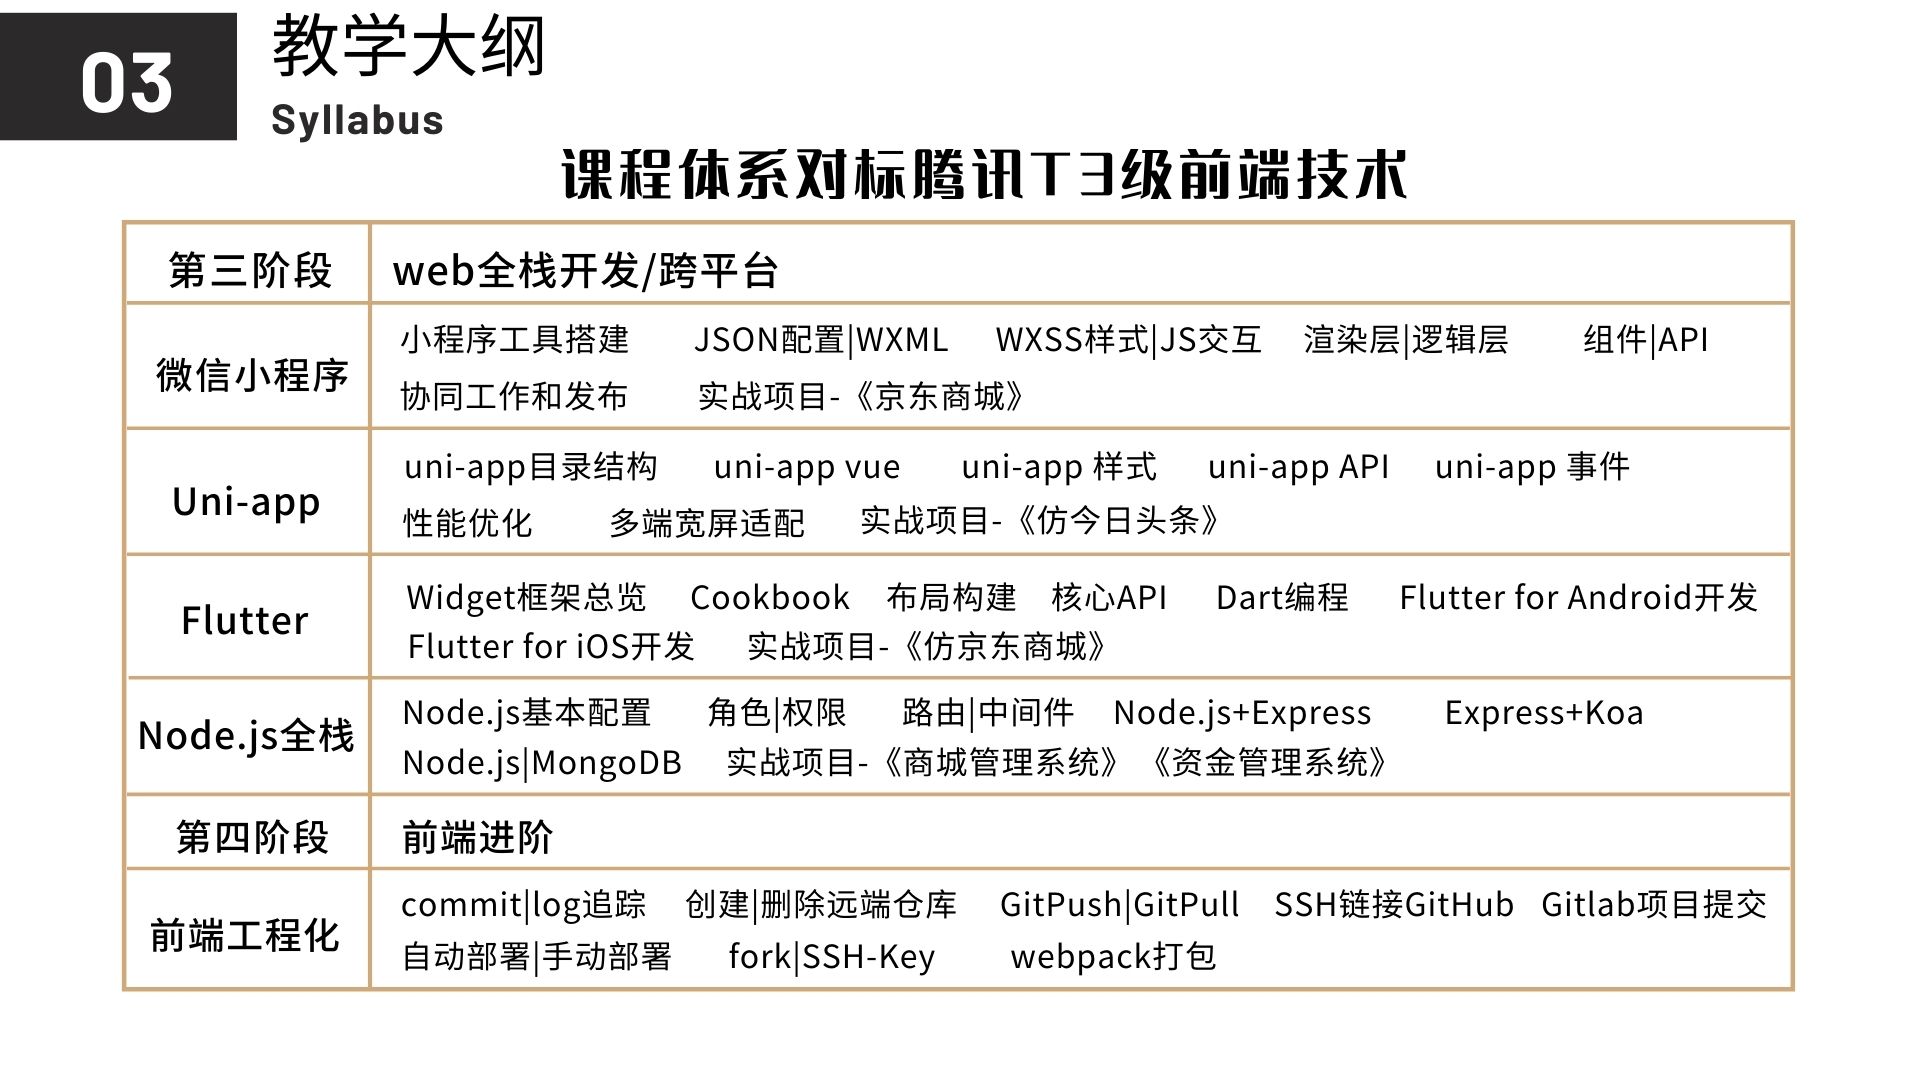 03
教学大纲
Syllabus
课程体系对标腾讯T3级前端技术
第三阶段 web全栈开发/跨平台
微信小程序
小程序工具搭建 JSON配置|WXML WXSS样式|JS交互 渲染层|逻辑层 组件|API
协同工作和发布 实战项目-《京东商城》
Uni-app
uni-app目录结构 uni-app vue uni-app 样式 uni-app API uni-app 事件
性能优化 多端宽屏适配 实战项目-《仿今日头条》
Flutter
Widget框架总览 Cookbook 布局构建 核心API Dart编程 Flutter for Android开发
Flutter for iOS开发 实战项目-《仿京东商城》
Node.js全栈
Node.js基本配置 角色|权限 路由|中间件 Node.js+Express Express+Koa
Node.js|MongoDB 实战项目-《商城管理系统》《资金管理系统》
第四阶段 前端进阶
前端工程化
commit|log追踪 创建|删除远端仓库 GitPush|GitPull SSH链接GitHub Gitlab项目提交
自动部署|手动部署 fork|SSH-Key webpack打包